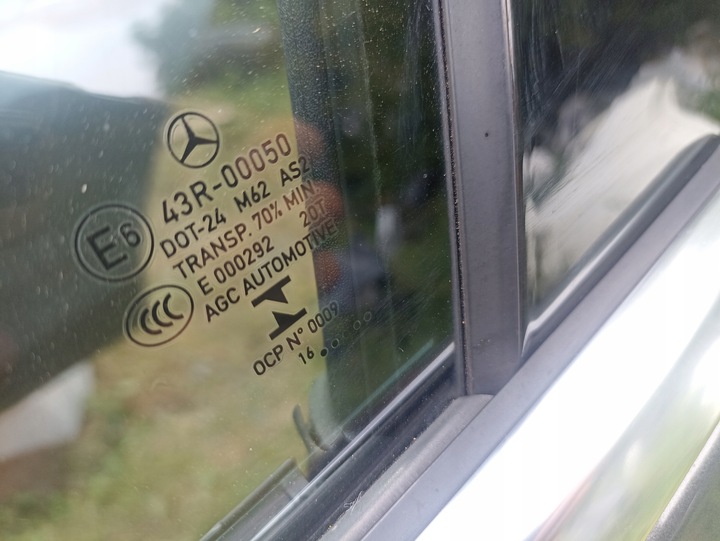 43R-00050
E6
DOT-24 M62 AS2
TRANSP. 70% MIN
E 000292 20T
CCC
AGC AUTOMOTIVE
OCP N° 0009
16